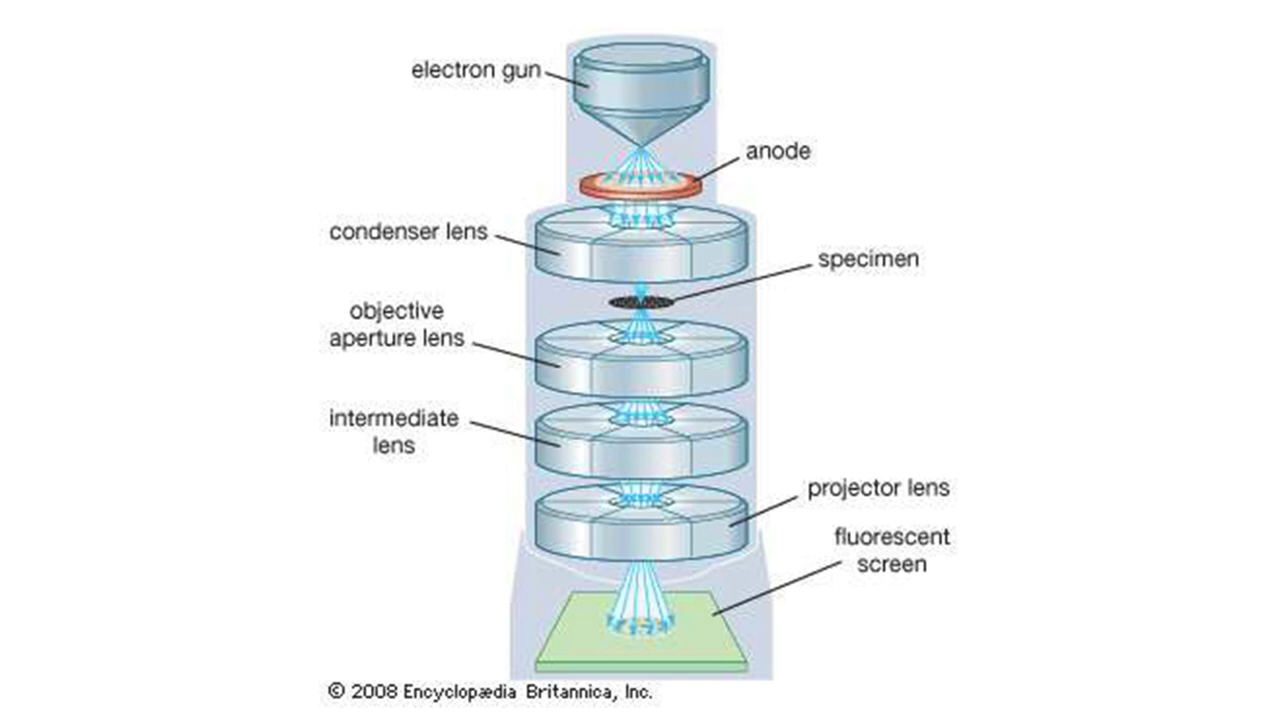 electron gun
anode
condenser lens
specimen
objective
aperture lens
intermediate
lens
projector lens
fluorescent
screen
© 2008 Encyclopædia Britannica, Inc.